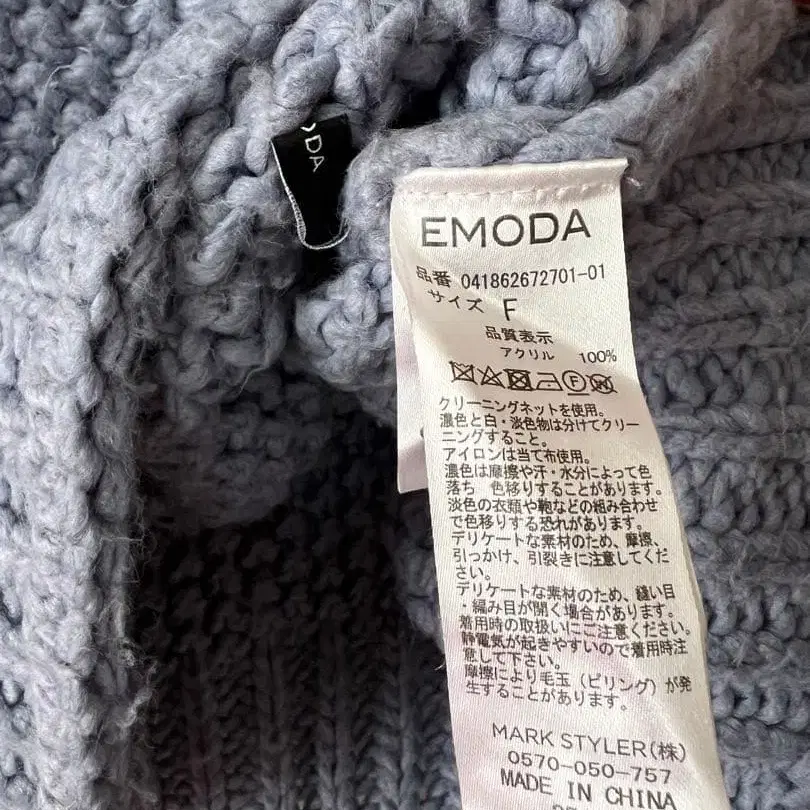 ODA
EMODA
品番 041862672701-01
サイズ F
品質表示
アクリル 100%
クリーニングネットを使用。
濃色と白・淡色物は分けてクリー
ニングすること。
アイロンは当て布使用。
濃色は摩擦や汗・水分によって色
落ち 色移りすることがあります。
淡色の衣類や鞄などの組み合わせ
で色移りする恐れがあります。
デリケートな素材のため、摩擦、
引っかけ、引裂きに注意してくだ
さい。
デリケートな素材のため、縫い目
・編み目が開く場合があります。
着用時の取扱いにご注意ください。
静電気が起きやすいので着用時注
意して下さい。
摩擦により毛玉（ピリング）が発
生することがあります。
MARK STYLER(株)
0570-050-757
MADE IN CHINA